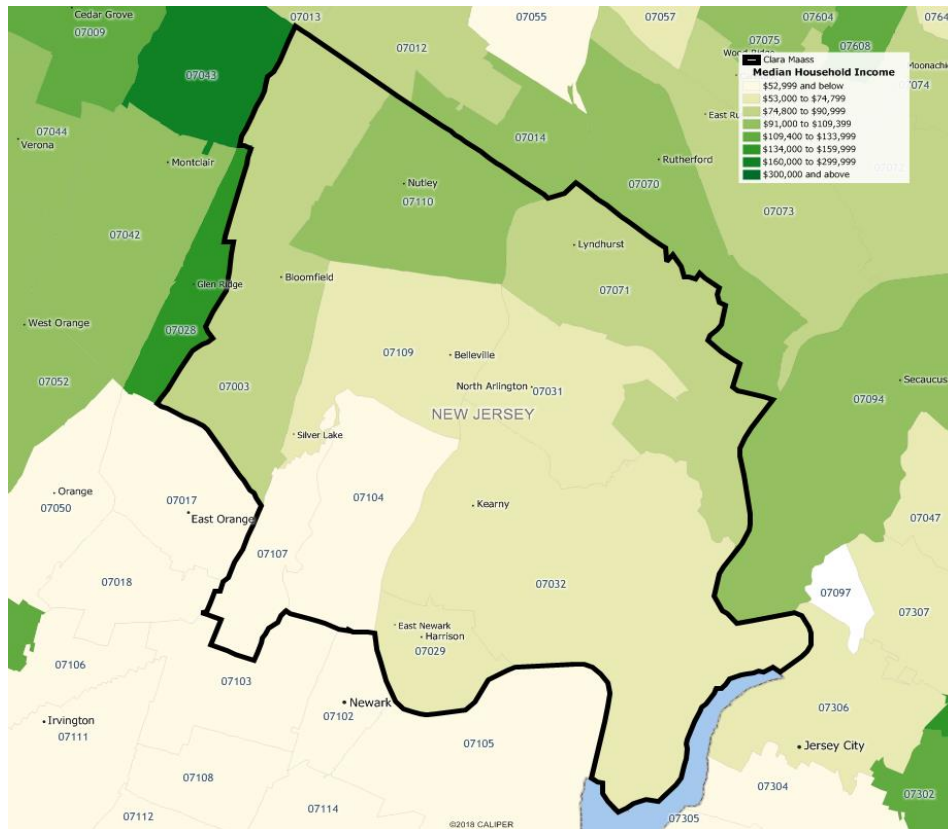 Cedar Grove
07009
07013
07012
07055
07057
07604
07075
07608
07043
Moonachie
07044
Verona
Montclair
07014
East Ru
Rutherford
07070
07073
Nutley
07110
Clara Maass
Median Household Income
$52,999 and below
$53,000 to $74,799
$74,800 to $90,999
$91,000 to $109,399
$109,400 to $133,999
$134,000 to $159,999
$160,000 to $299,999
$300,000 and above
07042
Lyndhurst
Glen Ridge
Bloomfield
07071
West Orange
07028
07052
07003
07109
Belleville
North Arlington
07031
NEW JERSEY
Secaucus
07094
Silver Lake
Orange
07050
07017
East Orange
07104
Kearny
07047
07107
07018
07032
07097
07307
East Newark
Harrison
07029
07106
07103
Irvington
07111
Newark
07102
07105
07306
Jersey City
07108
07304
07302
07112
07114
07305
©2018 CALIPER